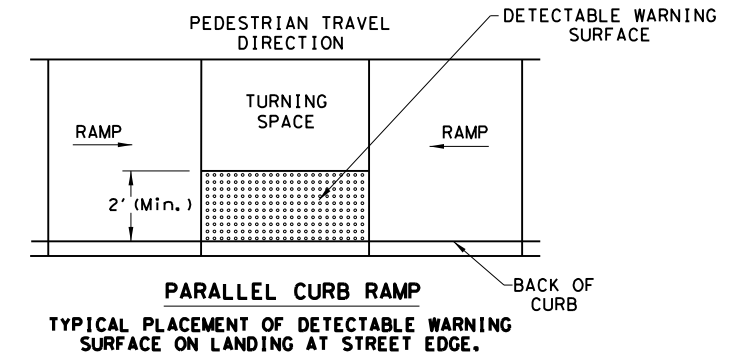 PEDESTRIAN TRAVEL
DIRECTION
DETECTABLE WARNING
SURFACE
TURNING
SPACE
RAMP
RAMP
2' (Min.)
BACK OF
CURB
PARALLEL CURB RAMP
TYPICAL PLACEMENT OF DETECTABLE WARNING
SURFACE ON LANDING AT STREET EDGE.